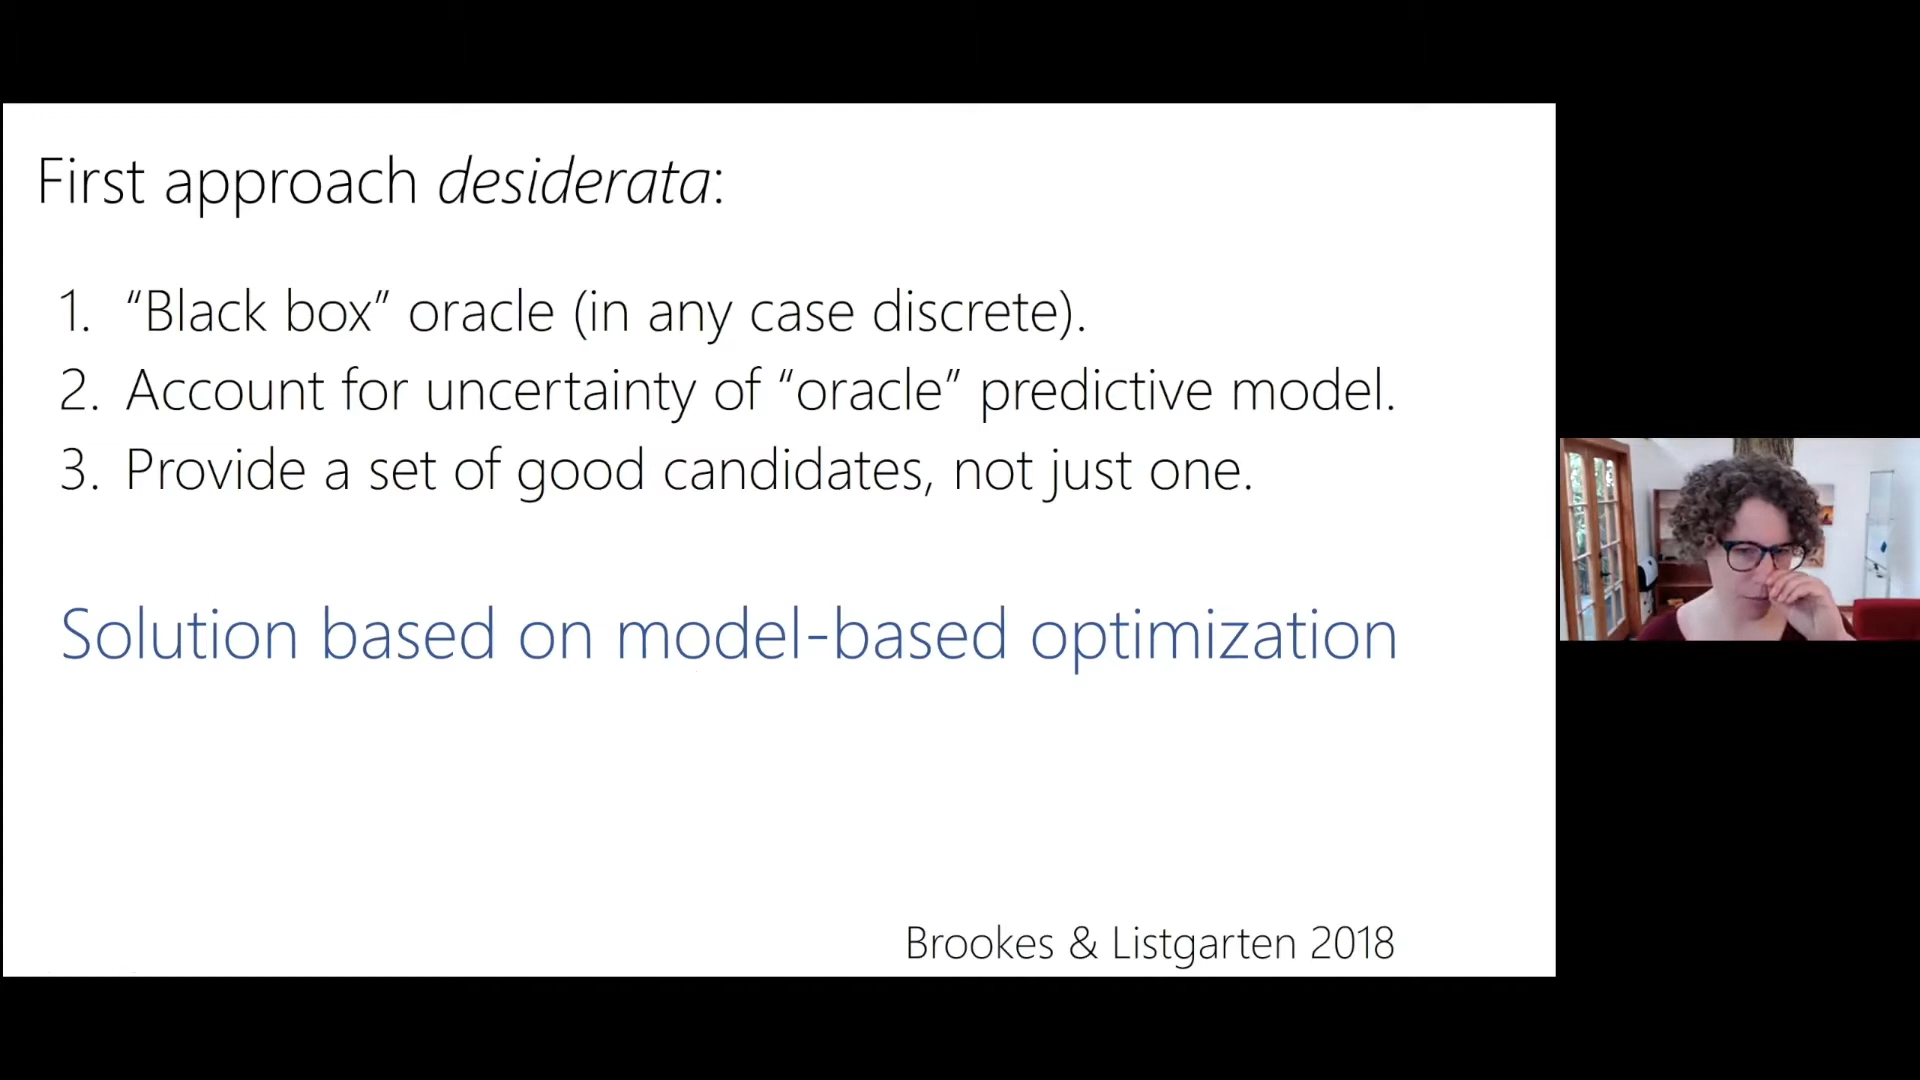 First approach desiderata:
1. “Black box” oracle (in any case discrete).
2. Account for uncertainty of “oracle” predictive model.
3. Provide a set of good candidates, not just one.
Solution based on model-based optimization
Brookes & Listgarten 2018